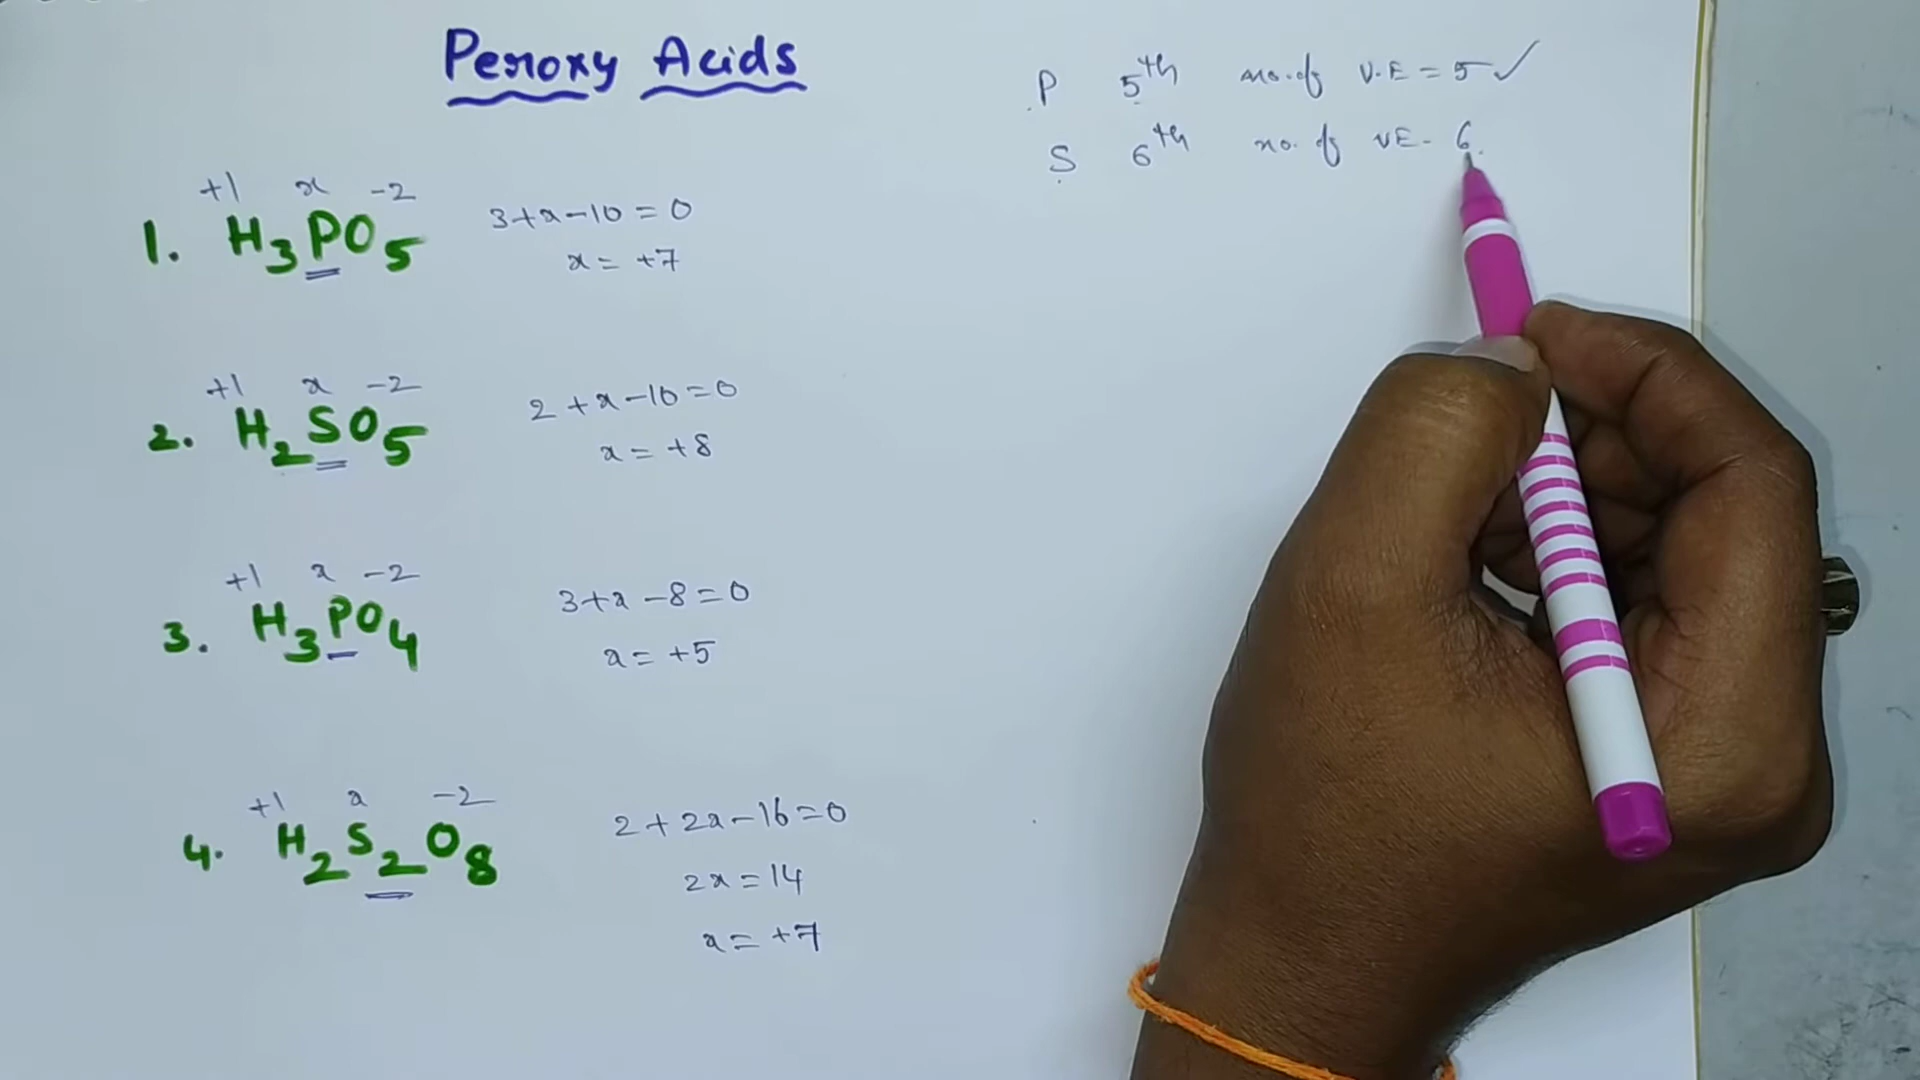 Peroxy Acids
P 5th no. of V.E = 5 ✓
S 6th no. of VE - 6
+1 x -2
1. H3PO5
3+x-10=0
x = +7
+1 x -2
2. H2SO5
2+x-10=0
x = +8
+1 x -2
3. H3PO4
3+x-8=0
x = +5
+1 x -2
4. H2S2O8
2+2x-16=0
2x=14
x = +7